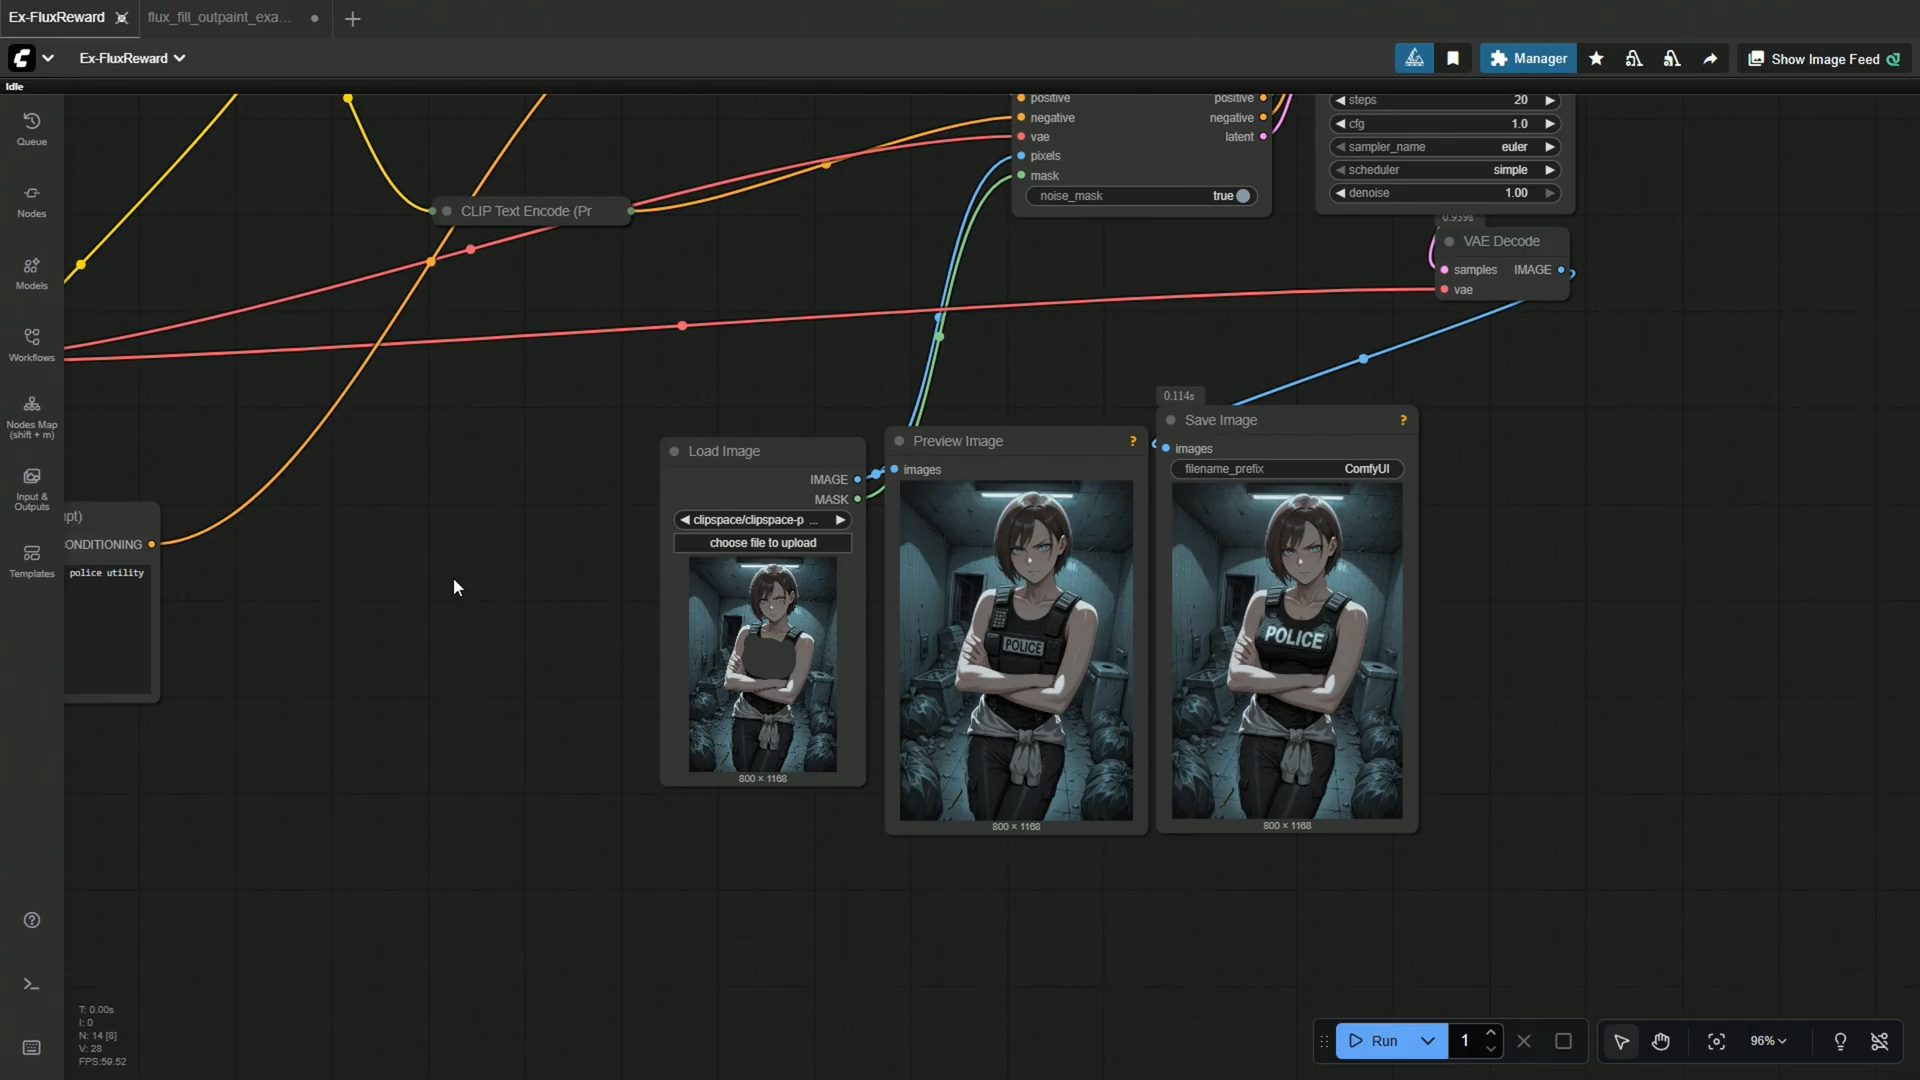 Ex-FluxReward
flux_fill_outpaint_exa...
Ex-FluxReward
Manager
Show Image Feed
Idle
Queue
Nodes
Models
Workflows
Nodes Map
(shift + m)
Input &
Outputs
Templates
positive
positive
negative
negative
vae
latent
pixels
mask
noise_mask
true
steps
20
cfg
1.0
sampler_name
euler
scheduler
simple
denoise
1.00
0.939s
VAE Decode
samples
IMAGE
vae
CLIP Text Encode (Pr
pt)
CONDITIONING
police utility
Load Image
IMAGE
MASK
clipspace/clipspace-p ...
choose file to upload
800 × 1168
Preview Image
?
images
POLICE
800 × 1168
0.114s
Save Image
?
images
filename_prefix
ComfyUI
POLICE
800 × 1168
T: 0.00s
I: 0
N: 14 [8]
V: 28
FPS:59.52
Run
1
96%